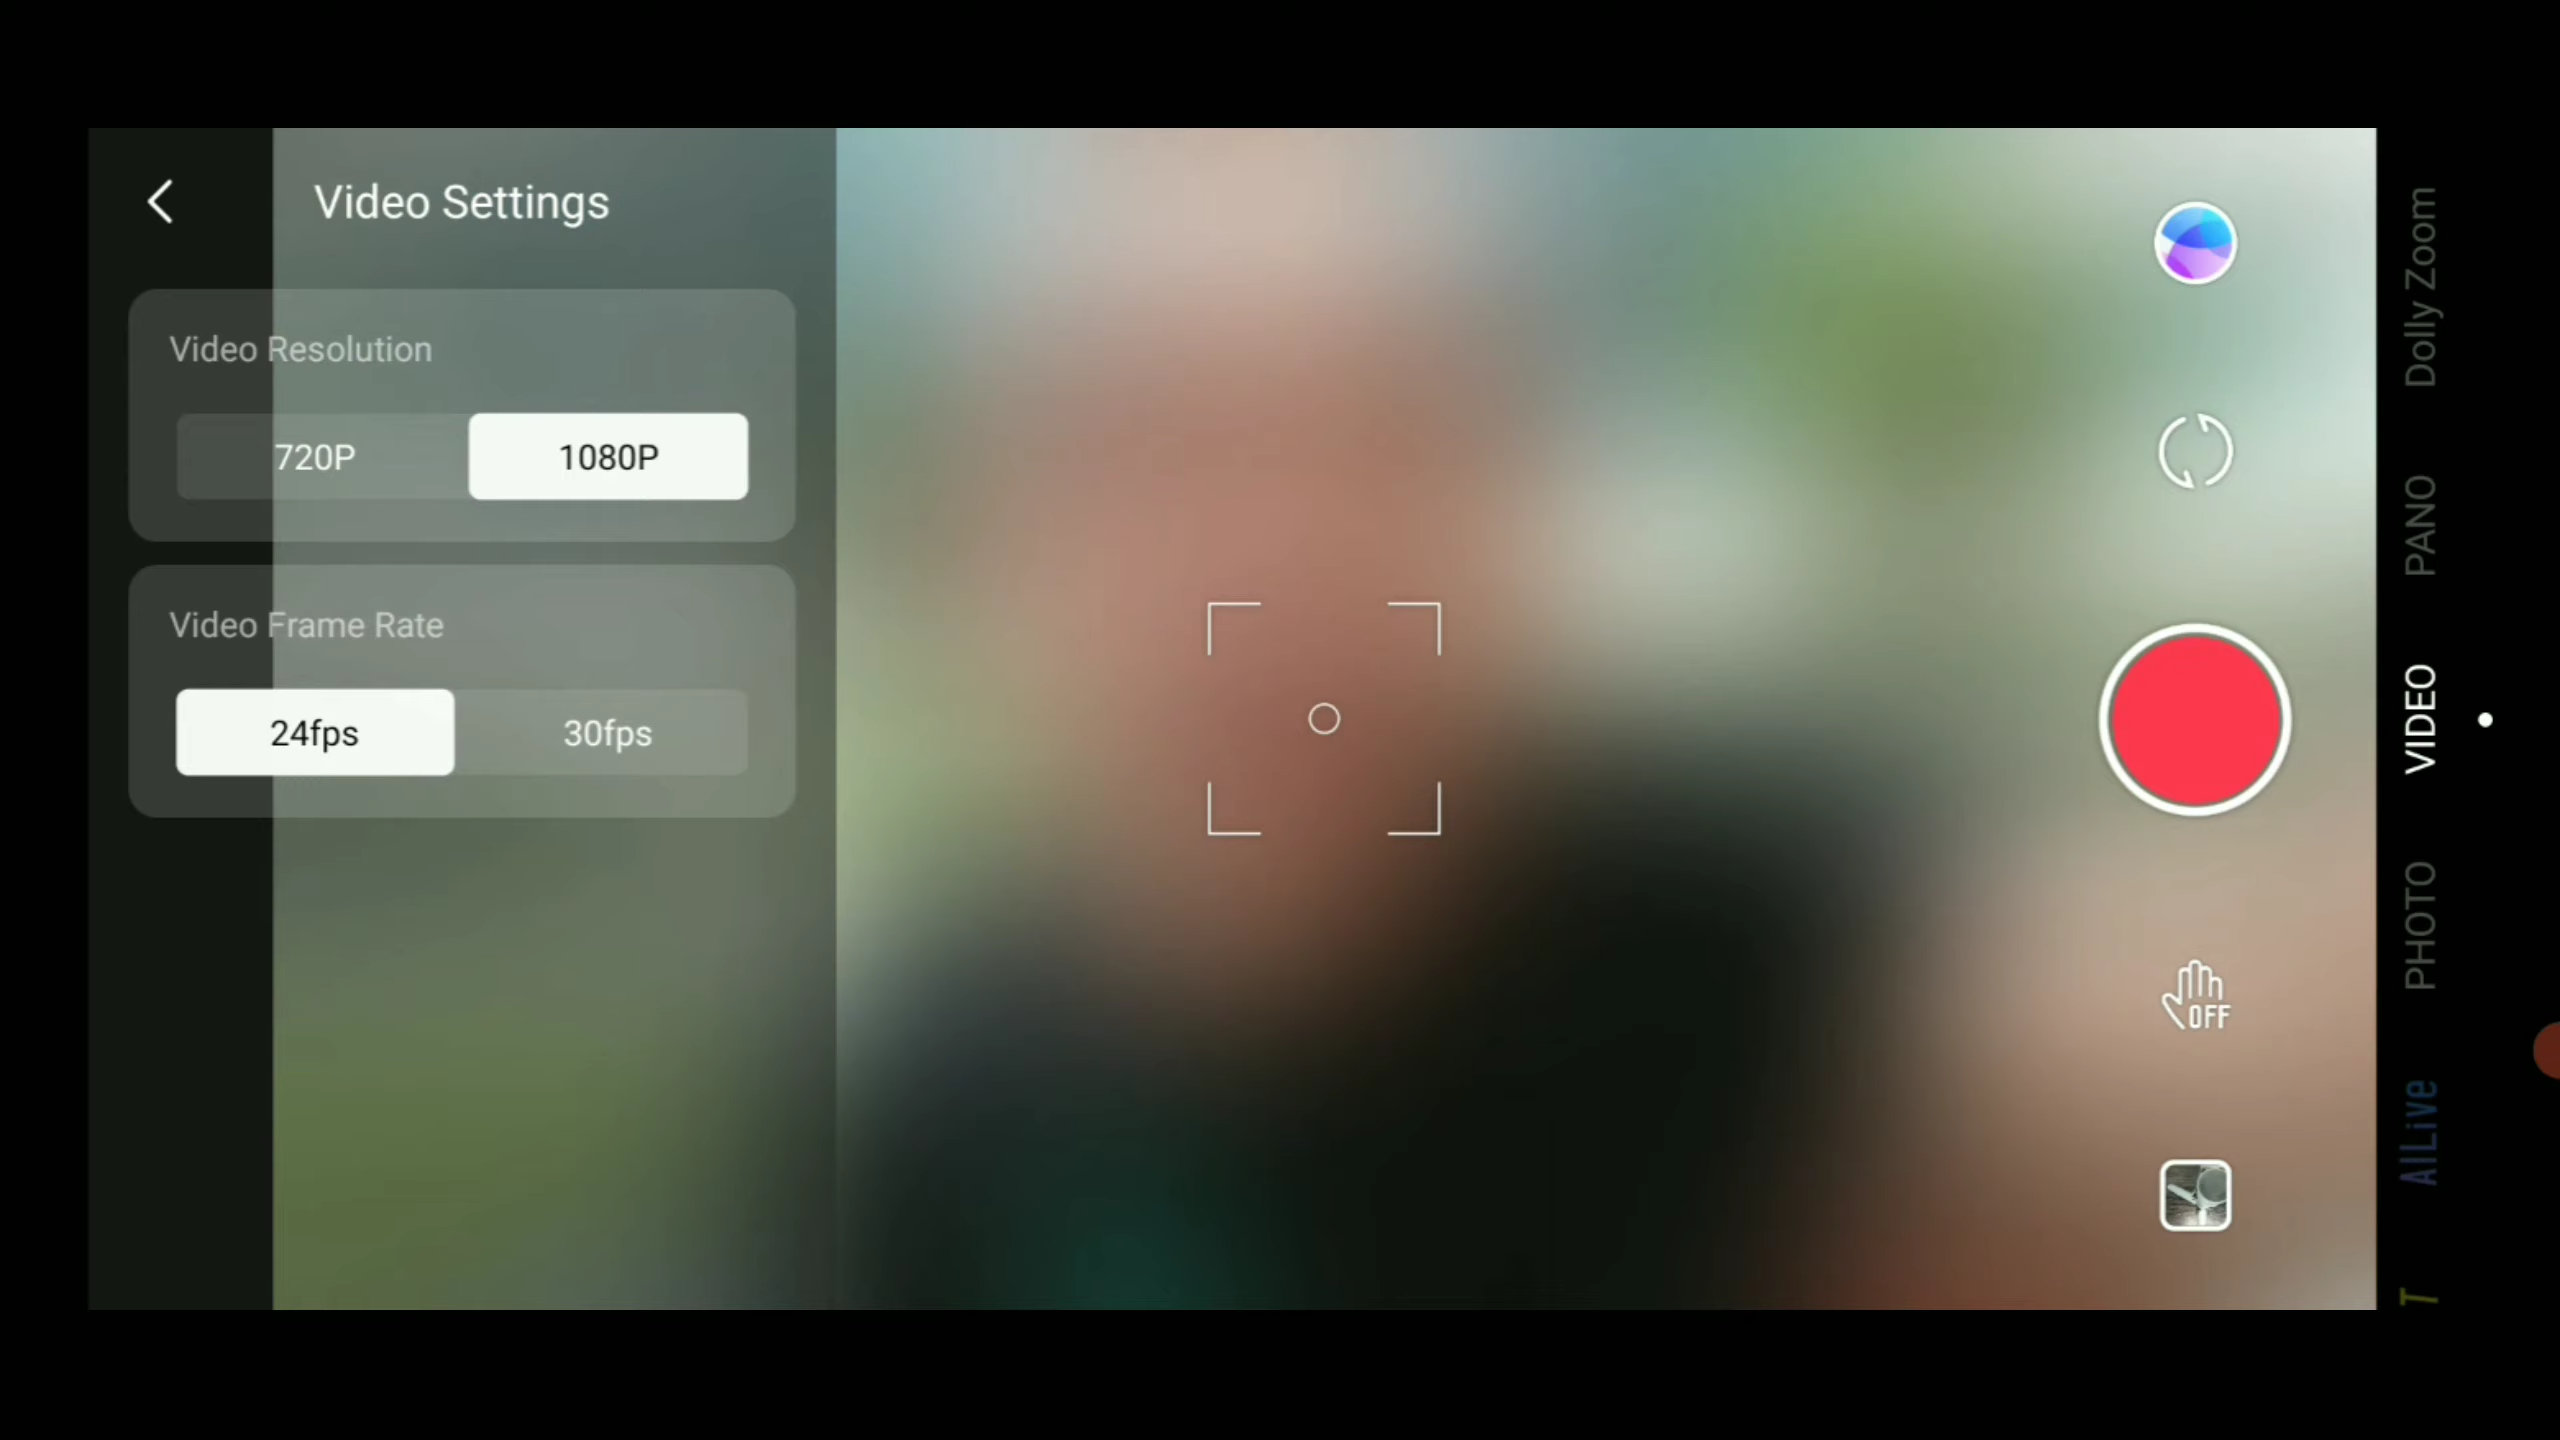 Video Settings
Video Resolution
720P
1080P
Video Frame Rate
24fps
30fps
OFF
Dolly Zoom
PANO
VIDEO
PHOTO
AILive
T